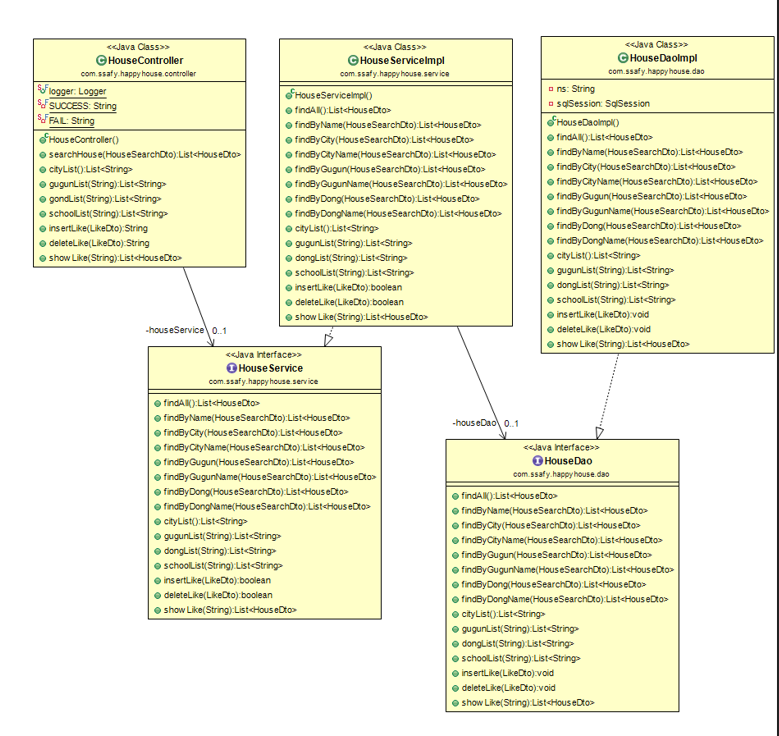 <<Java Class>>
HouseController
com.ssafy.happyhouse.controller
logger: Logger
SUCCESS: String
FAIL: String
HouseController()
searchHouse(HouseSearchDto):List<HouseDto>
cityList():List<String>
gugunList(String):List<String>
gondList(String):List<String>
schoolList(String):List<String>
insertLike(LikeDto):String
deleteLike(LikeDto):String
showLike(String):List<HouseDto>
<<Java Class>>
HouseServiceImpl
com.ssafy.happyhouse.service
HouseServiceImpl()
findAll():List<HouseDto>
findByName(HouseSearchDto):List<HouseDto>
findByCity(HouseSearchDto):List<HouseDto>
findByCityName(HouseSearchDto):List<HouseDto>
findByGugun(HouseSearchDto):List<HouseDto>
findByGugunName(HouseSearchDto):List<HouseDto>
findByDong(HouseSearchDto):List<HouseDto>
findByDongName(HouseSearchDto):List<HouseDto>
cityList():List<String>
gugunList(String):List<String>
dongList(String):List<String>
schoolList(String):List<String>
insertLike(LikeDto):boolean
deleteLike(LikeDto):boolean
showLike(String):List<HouseDto>
<<Java Class>>
HouseDaoImpl
com.ssafy.happyhouse.dao
ns: String
sqlSession: SqlSession
HouseDaoImpl()
findAll():List<HouseDto>
findByName(HouseSearchDto):List<HouseDto>
findByCity(HouseSearchDto):List<HouseDto>
findByCityName(HouseSearchDto):List<HouseDto>
findByGugun(HouseSearchDto):List<HouseDto>
findByGugunName(HouseSearchDto):List<HouseDto>
findByDong(HouseSearchDto):List<HouseDto>
findByDongName(HouseSearchDto):List<HouseDto>
cityList():List<String>
gugunList(String):List<String>
dongList(String):List<String>
schoolList(String):List<String>
insertLike(LikeDto):void
deleteLike(LikeDto):void
showLike(String):List<HouseDto>
-houseService 0..1
<<Java Interface>>
HouseService
com.ssafy.happyhouse.service
findAll():List<HouseDto>
findByName(HouseSearchDto):List<HouseDto>
findByCity(HouseSearchDto):List<HouseDto>
findByCityName(HouseSearchDto):List<HouseDto>
findByGugun(HouseSearchDto):List<HouseDto>
findByGugunName(HouseSearchDto):List<HouseDto>
findByDong(HouseSearchDto):List<HouseDto>
findByDongName(HouseSearchDto):List<HouseDto>
cityList():List<String>
gugunList(String):List<String>
dongList(String):List<String>
schoolList(String):List<String>
insertLike(LikeDto):boolean
deleteLike(LikeDto):boolean
showLike(String):List<HouseDto>
-houseDao 0..1
<<Java Interface>>
HouseDao
com.ssafy.happyhouse.dao
findAll():List<HouseDto>
findByName(HouseSearchDto):List<HouseDto>
findByCity(HouseSearchDto):List<HouseDto>
findByCityName(HouseSearchDto):List<HouseDto>
findByGugun(HouseSearchDto):List<HouseDto>
findByGugunName(HouseSearchDto):List<HouseDto>
findByDong(HouseSearchDto):List<HouseDto>
findByDongName(HouseSearchDto):List<HouseDto>
cityList():List<String>
gugunList(String):List<String>
dongList(String):List<String>
schoolList(String):List<String>
insertLike(LikeDto):void
deleteLike(LikeDto):void
showLike(String):List<HouseDto>